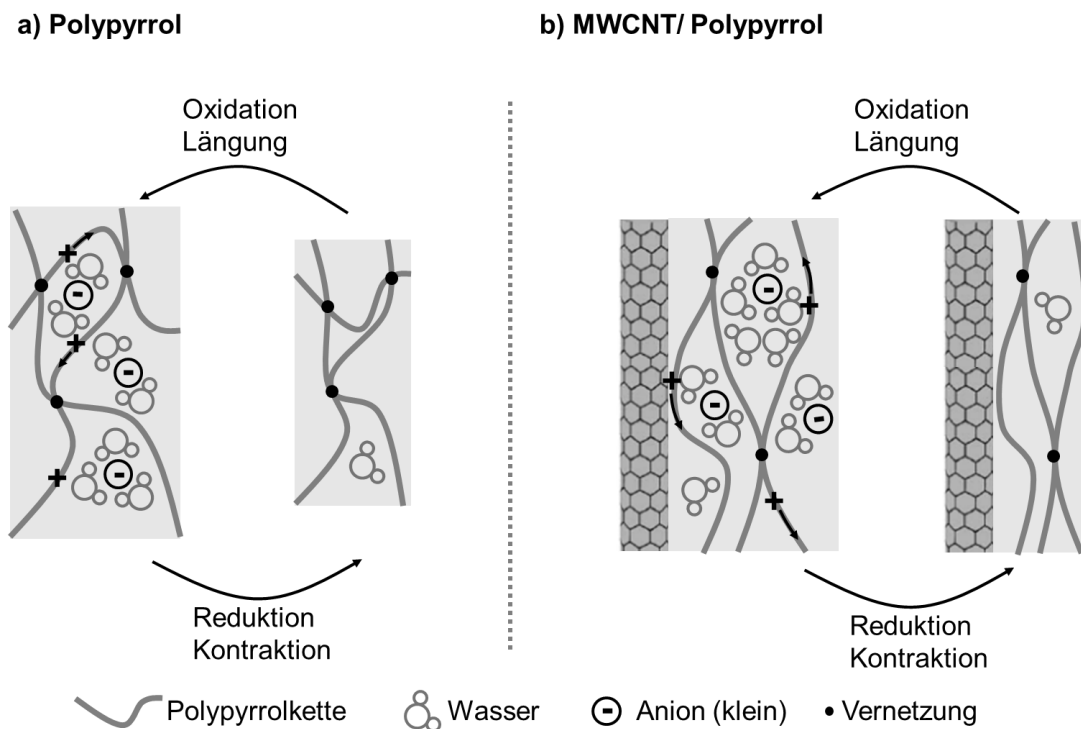 a) Polypyrrol
b) MWCNT/ Polypyrrol
Oxidation
Längung
Oxidation
Längung
+
+
+
-
-
-
+
+
+
-
-
-
Reduktion
Kontraktion
Reduktion
Kontraktion
Polypyrrolkette
Wasser
-
Anion (klein)
Vernetzung